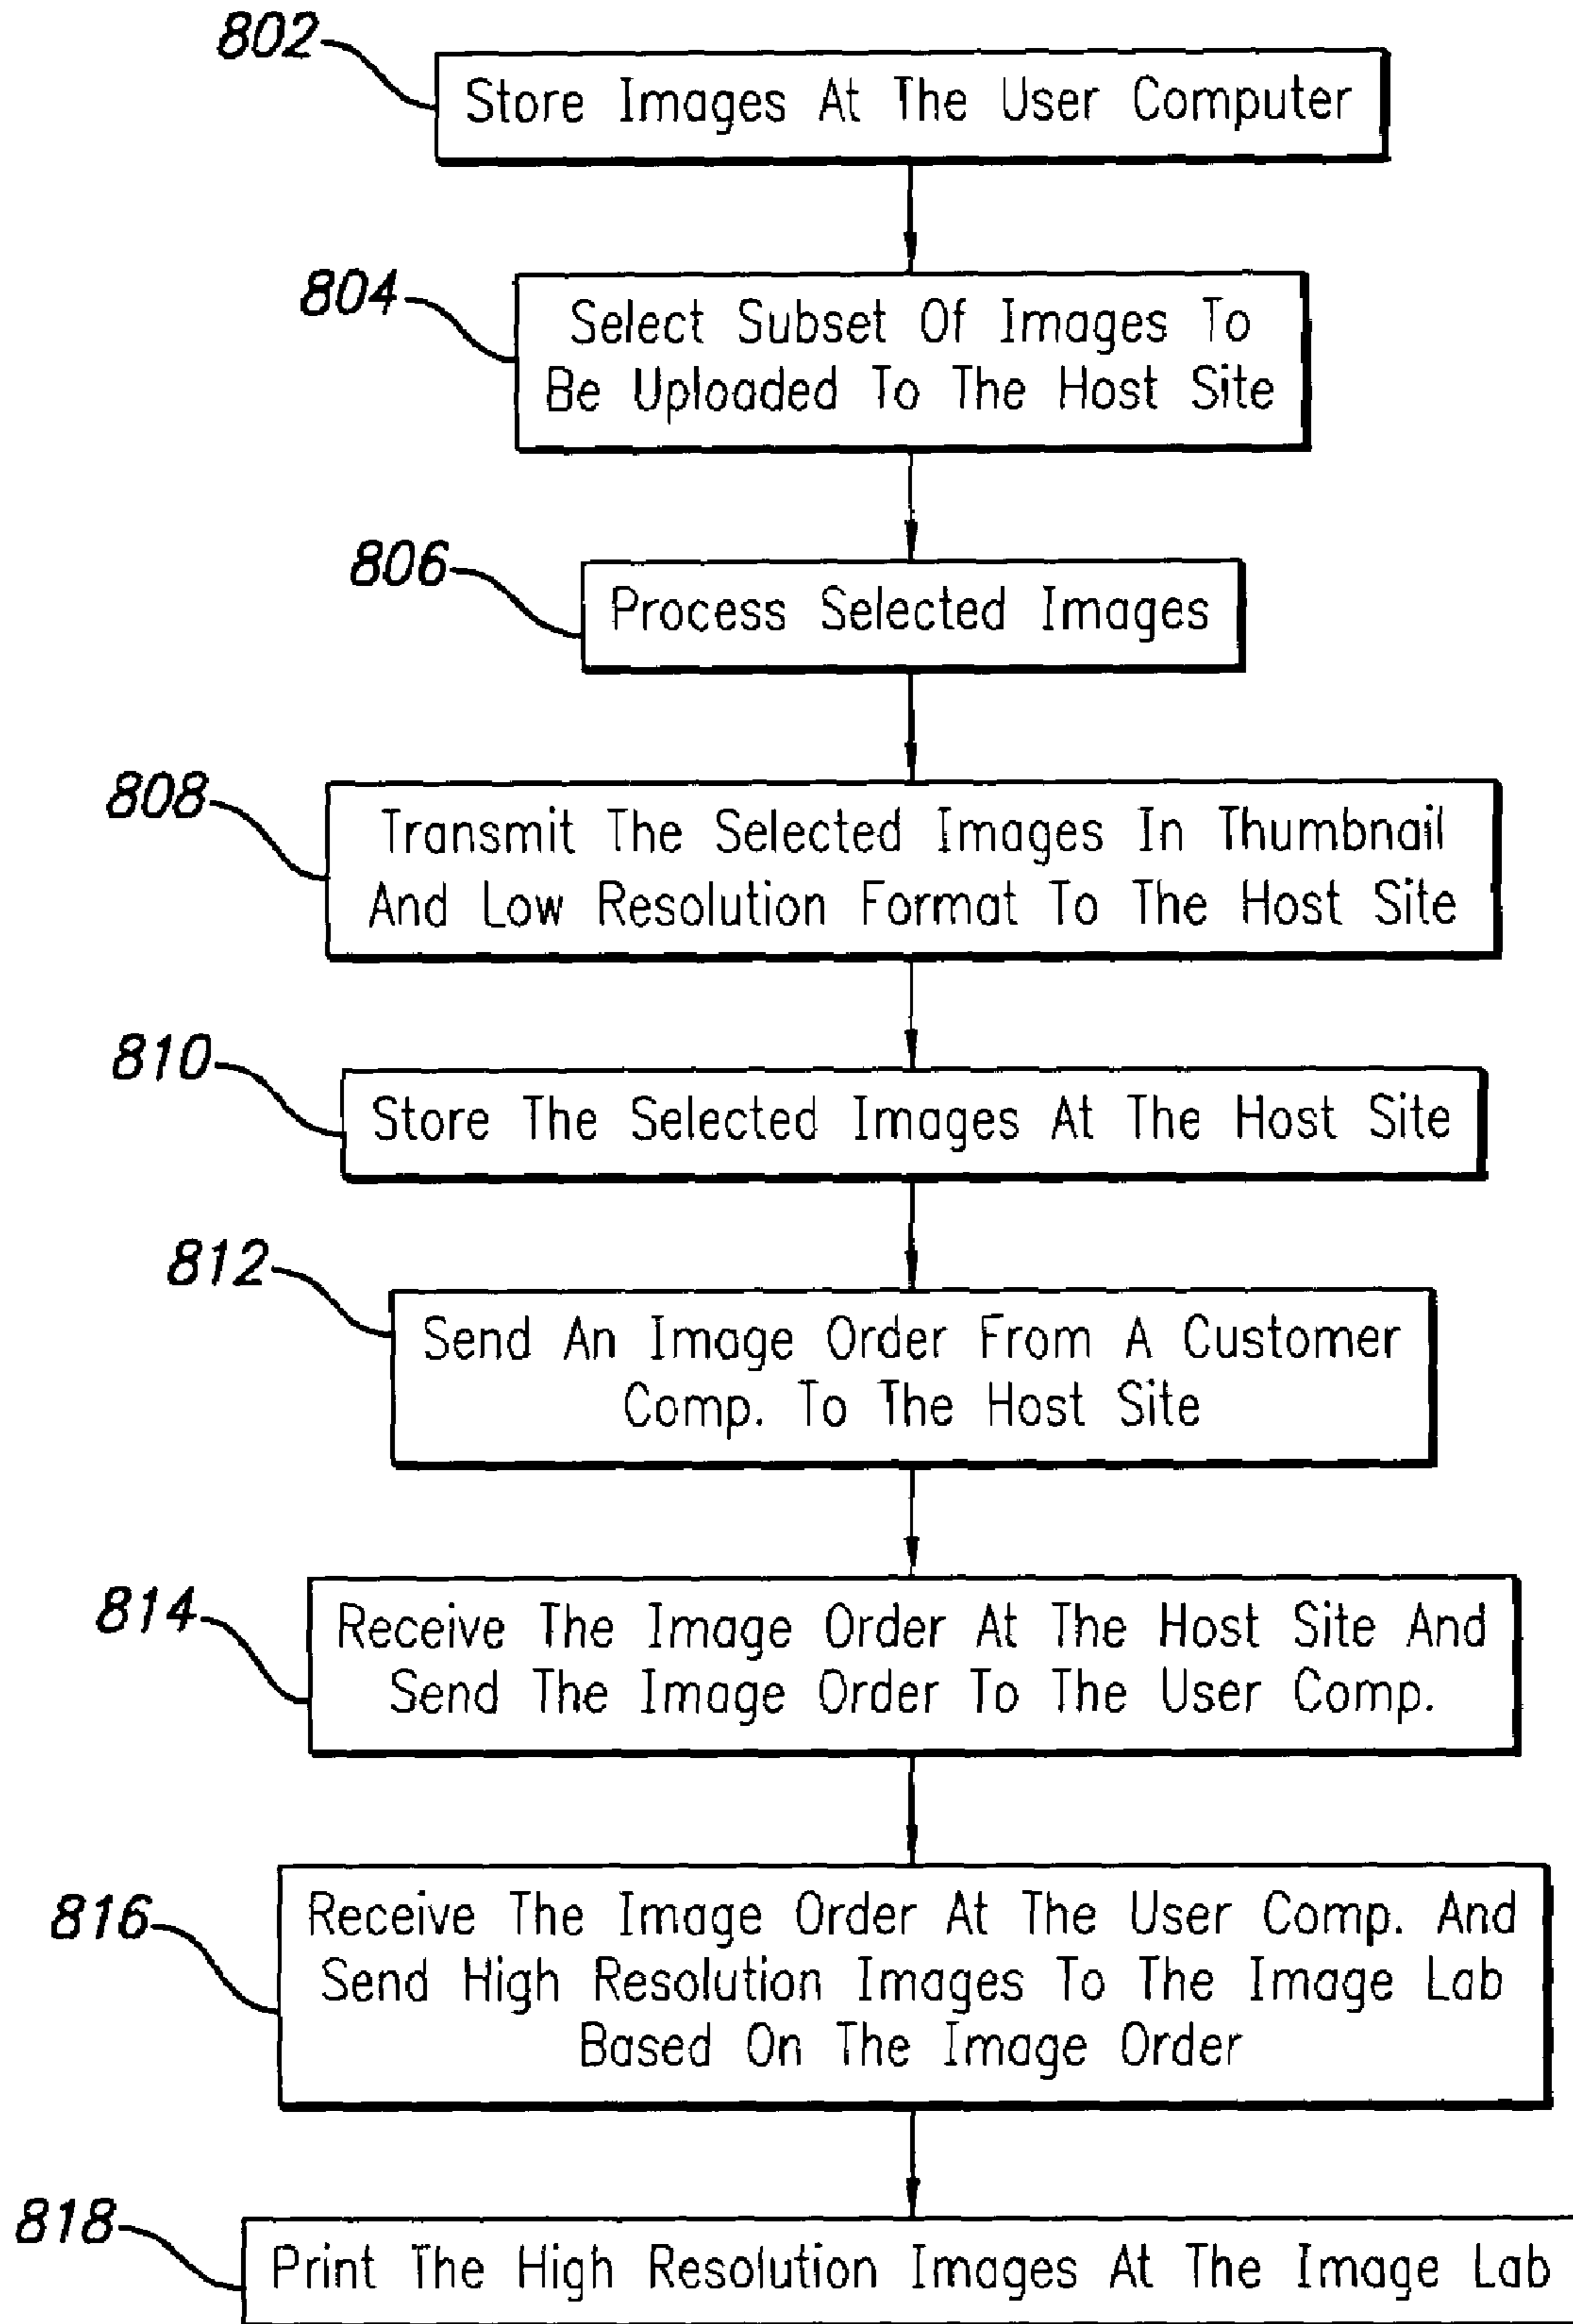 802
Store Images At The User Computer
804
Select Subset Of Images To
Be Uploaded To The Host Site
806
Process Selected Images
808
Transmit The Selected Images In Thumbnail
And Low Resolution Format To The Host Site
810
Store The Selected Images At The Host Site
812
Send An Image Order From A Customer
Comp. To The Host Site
814
Receive The Image Order At The Host Site And
Send The Image Order To The User Comp.
816
Receive The Image Order At The User Comp. And
Send High Resolution Images To The Image Lab
Based On The Image Order
818
Print The High Resolution Images At The Image Lab